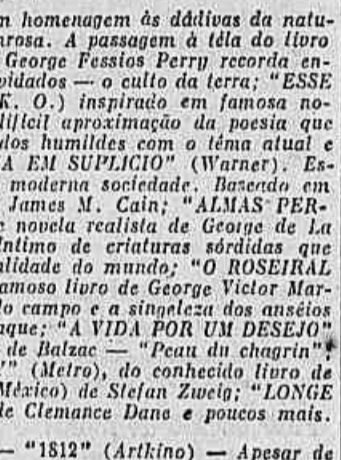 m homenagem às dádivas da natu-
nrosa. A passagem à téla do livro
George Fessios Perry recorda en-
vidados — o culto da terra; "ESSE
K. O.) inspirado em famosa no-
dificil aproximação da poesia que
dos humildes com o têma atual e
A EM SUPLICIO" (Warner). Es-
moderna sociedade. Baseado em
James M. Cain; "ALMAS PER-
e novela realista de George de La
íntimo de criaturas sórdidas que
alidade do mundo; "O ROSEIRAL
amoso livro de George Victor Mar-
do campo e a singeleza dos anséios
aque; "A VIDA POR UM DESEJO"
de Balzac — "Peau du chagrin";
" (Metro), do conhecido livro de
México) de Stefan Zweig; "LONGE
de Clemance Dane e poucos mais.
— "1812" (Artkino) — Apesar de